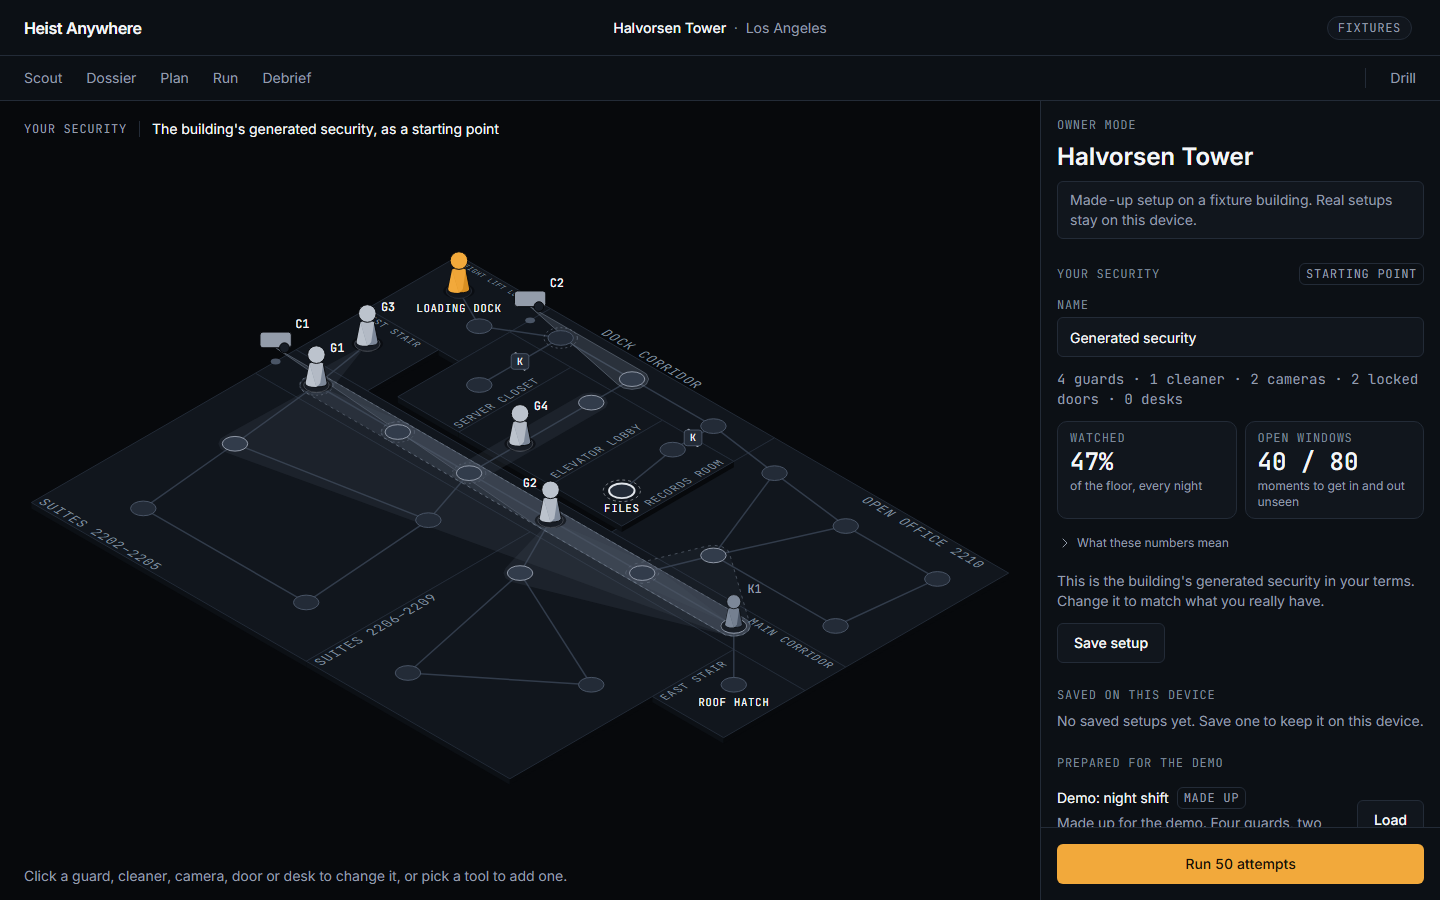 Heist Anywhere
Halvorsen Tower · Los Angeles
FIXTURES
Scout Dossier Plan Run Debrief
Drill
YOUR SECURITY
The building's generated security, as a starting point
C2
G3
LOADING DOCK
C1
G1
DOCK CORRIDOR
K
SERVER CLOSET
G4
ELEVATOR LOBBY
K
RECORDS ROOM
G2
FILES
SUITES 2202-2205
OPEN OFFICE 2210
K1
SUITES 2206-2209
MAIN CORRIDOR
EAST STAIR
ROOF HATCH
Click a guard, cleaner, camera, door or desk to change it, or pick a tool to add one.
OWNER MODE
Halvorsen Tower
Made-up setup on a fixture building. Real setups
stay on this device.
YOUR SECURITY
STARTING POINT
NAME
Generated security
4 guards · 1 cleaner · 2 cameras · 2 locked
doors · 0 desks
WATCHED
47%
of the floor, every night
OPEN WINDOWS
40 / 80
moments to get in and out
unseen
What these numbers mean
This is the building's generated security in your terms.
Change it to match what you really have.
Save setup
SAVED ON THIS DEVICE
No saved setups yet. Save one to keep it on this device.
PREPARED FOR THE DEMO
Demo: night shift
MADE UP
Made up for the demo. Four guards, two
Load
Run 50 attempts